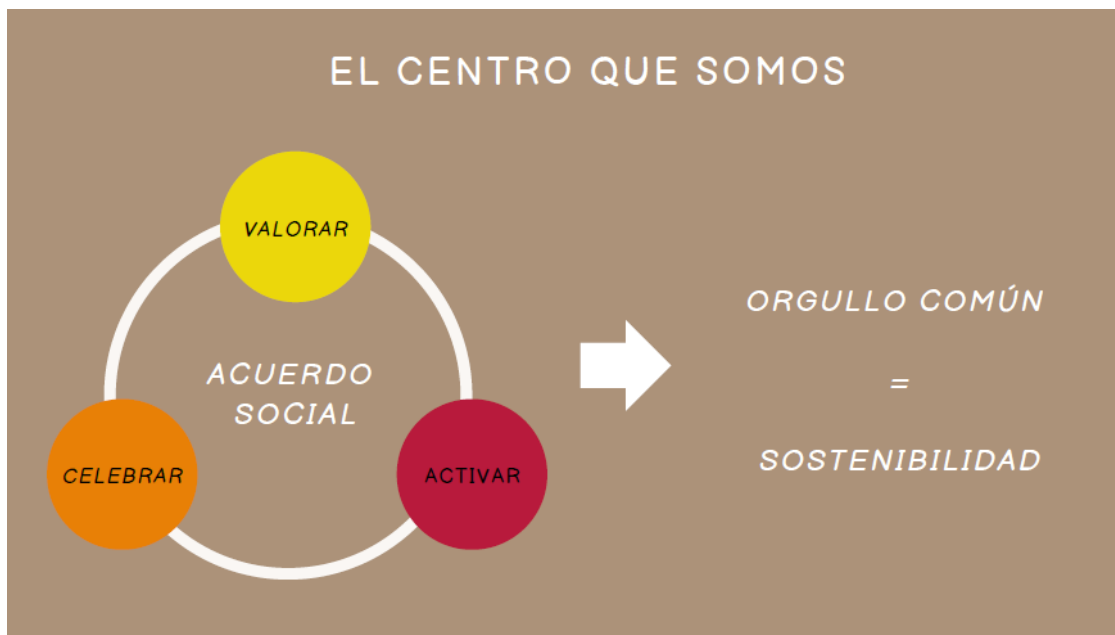 EL CENTRO QUE SOMOS
VALORAR
ACUERDO
SOCIAL
CELEBRAR
ACTIVAR
ORGULLO COMÚN
=
SOSTENIBILIDAD